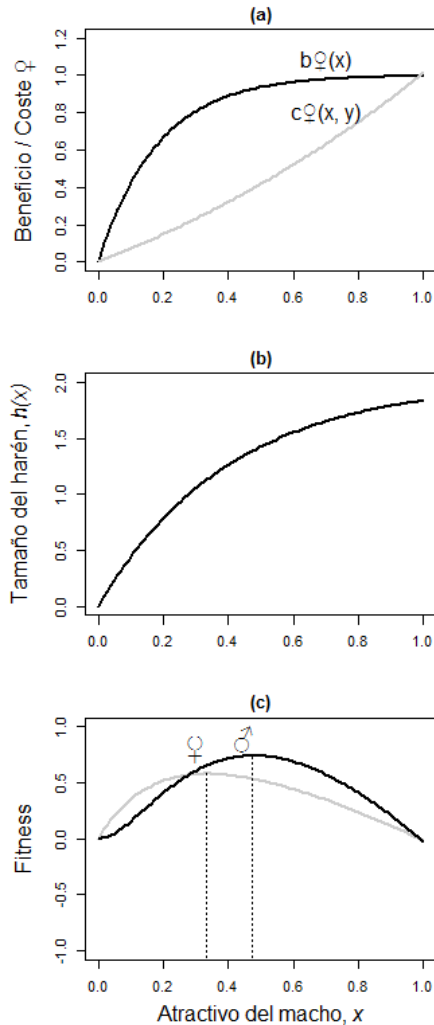 (a)
Beneficio / Coste ♀
1.2
1.0
0.8
0.6
0.4
0.2
0.0
b♀(x)
c♀(x, y)
0.0 0.2 0.4 0.6 0.8 1.0
(b)
Tamaño del harén, h(x)
2.0
1.5
1.0
0.5
0.0
0.0 0.2 0.4 0.6 0.8 1.0
(c)
Fitness
1.0
0.5
0.0
-0.5
-1.0
♀ ♂
0.0 0.2 0.4 0.6 0.8 1.0
Atractivo del macho, x